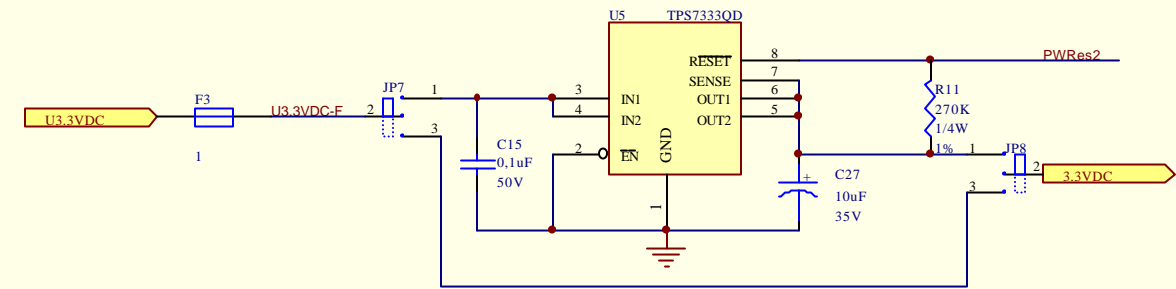 U5 TPS7333QD
PWRes2
8
RESET
7
SENSE
6
OUT1
5
OUT2
3
IN1
4
IN2
2
EN
GND
1
R11
270K
1/4W
1%
F3
1
U3.3VDC
U3.3VDC-F
JP7
1
2
3
C15
0,1uF
50V
C27
+
10uF
35V
JP8
1
2
3
3.3VDC